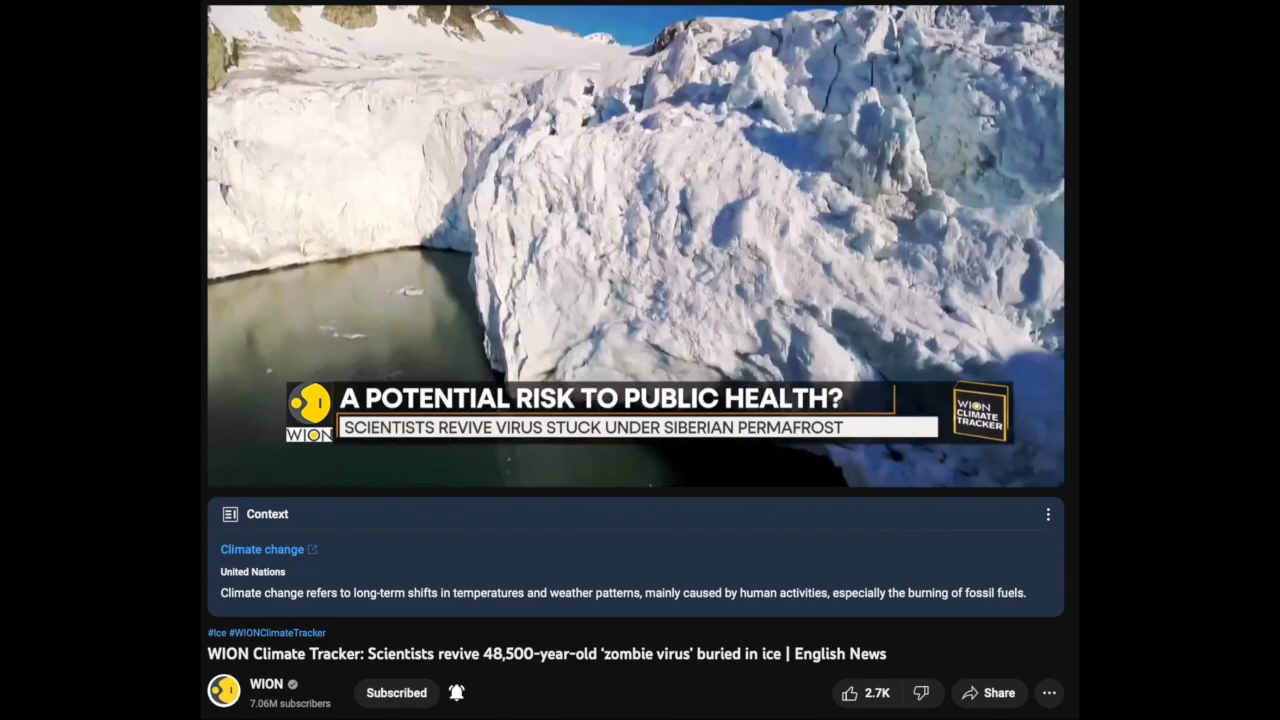 A POTENTIAL RISK TO PUBLIC HEALTH?
SCIENTISTS REVIVE VIRUS STUCK UNDER SIBERIAN PERMAFROST
WION
WION
CLIMATE
TRACKER
Context
Climate change
United Nations
Climate change refers to long-term shifts in temperatures and weather patterns, mainly caused by human activities, especially the burning of fossil fuels.
#Ice #WIONClimateTracker
WION Climate Tracker: Scientists revive 48,500-year-old 'zombie virus' buried in ice | English News
WION
7.06M subscribers
Subscribed
2.7K
Share